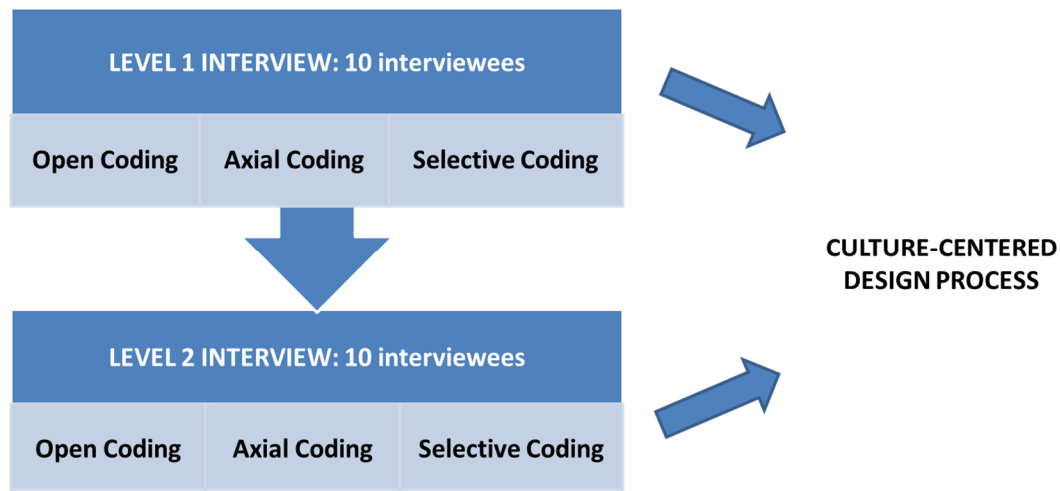 LEVEL 1 INTERVIEW: 10 interviewees
Open Coding
Axial Coding
Selective Coding
CULTURE-CENTERED
DESIGN PROCESS
LEVEL 2 INTERVIEW: 10 interviewees
Open Coding
Axial Coding
Selective Coding